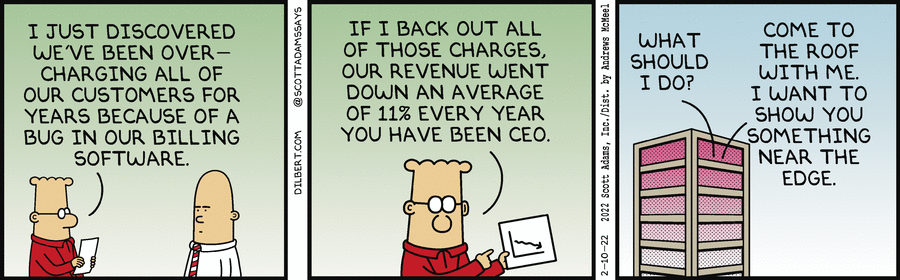 I JUST DISCOVERED
WE'VE BEEN OVER–
CHARGING ALL OF
OUR CUSTOMERS FOR
YEARS BECAUSE OF A
BUG IN OUR BILLING
SOFTWARE.
DILBERT.COM @SCOTTADAMSSAYS
IF I BACK OUT ALL
OF THOSE CHARGES,
OUR REVENUE WENT
DOWN AN AVERAGE
OF 11% EVERY YEAR
YOU HAVE BEEN CEO.
2-10-22 2022 Scott Adams, Inc./Dist. by Andrews McMeel
WHAT
SHOULD
I DO?
COME TO
THE ROOF
WITH ME.
I WANT TO
SHOW YOU
SOMETHING
NEAR THE
EDGE.